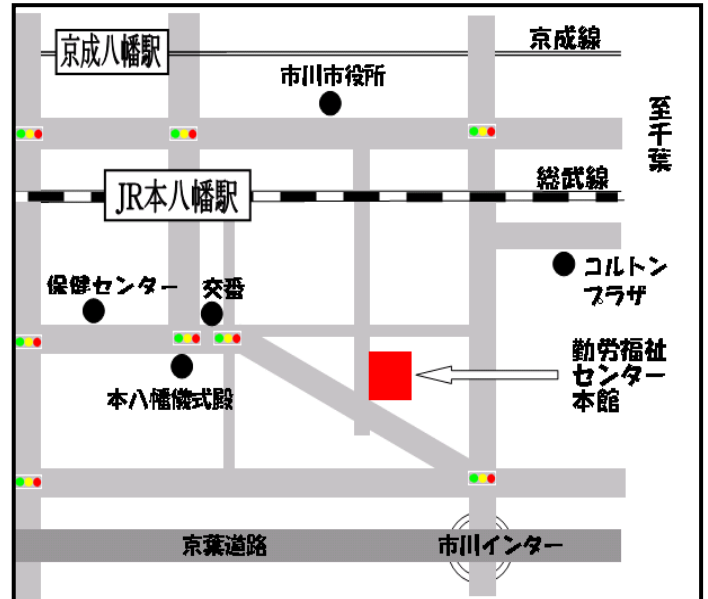 京成八幡駅
京成線
市川市役所
至千葉
JR本八幡駅
総武線
コルトン
プラザ
保健センター
交番
勤労福祉
センター
本館
本八幡儀式殿
京葉道路
市川インター